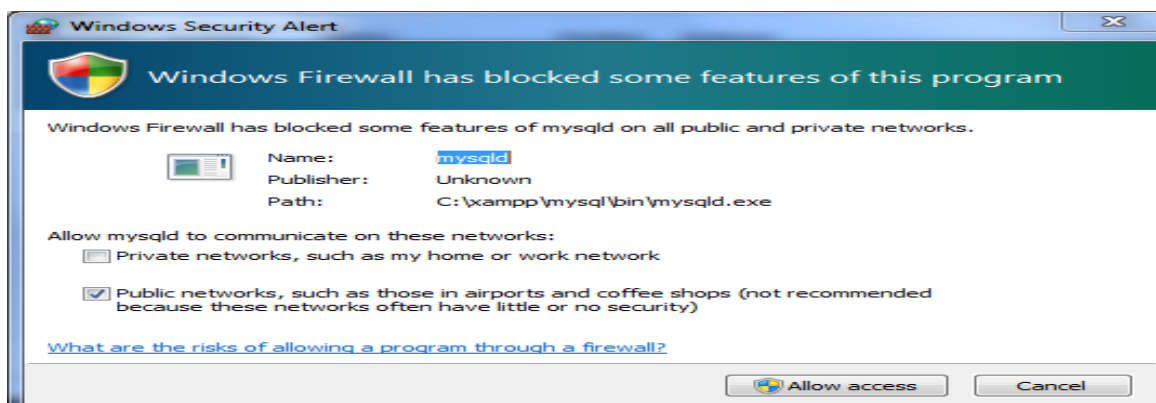 Windows Security Alert
Windows Firewall has blocked some features of this program
Windows Firewall has blocked some features of mysqld on all public and private networks.
Name: mysqld
Publisher: Unknown
Path: C:\xampp\mysql\bin\mysqld.exe
Allow mysqld to communicate on these networks:
Private networks, such as my home or work network
Public networks, such as those in airports and coffee shops (not recommended
because these networks often have little or no security)
What are the risks of allowing a program through a firewall?
Allow access Cancel